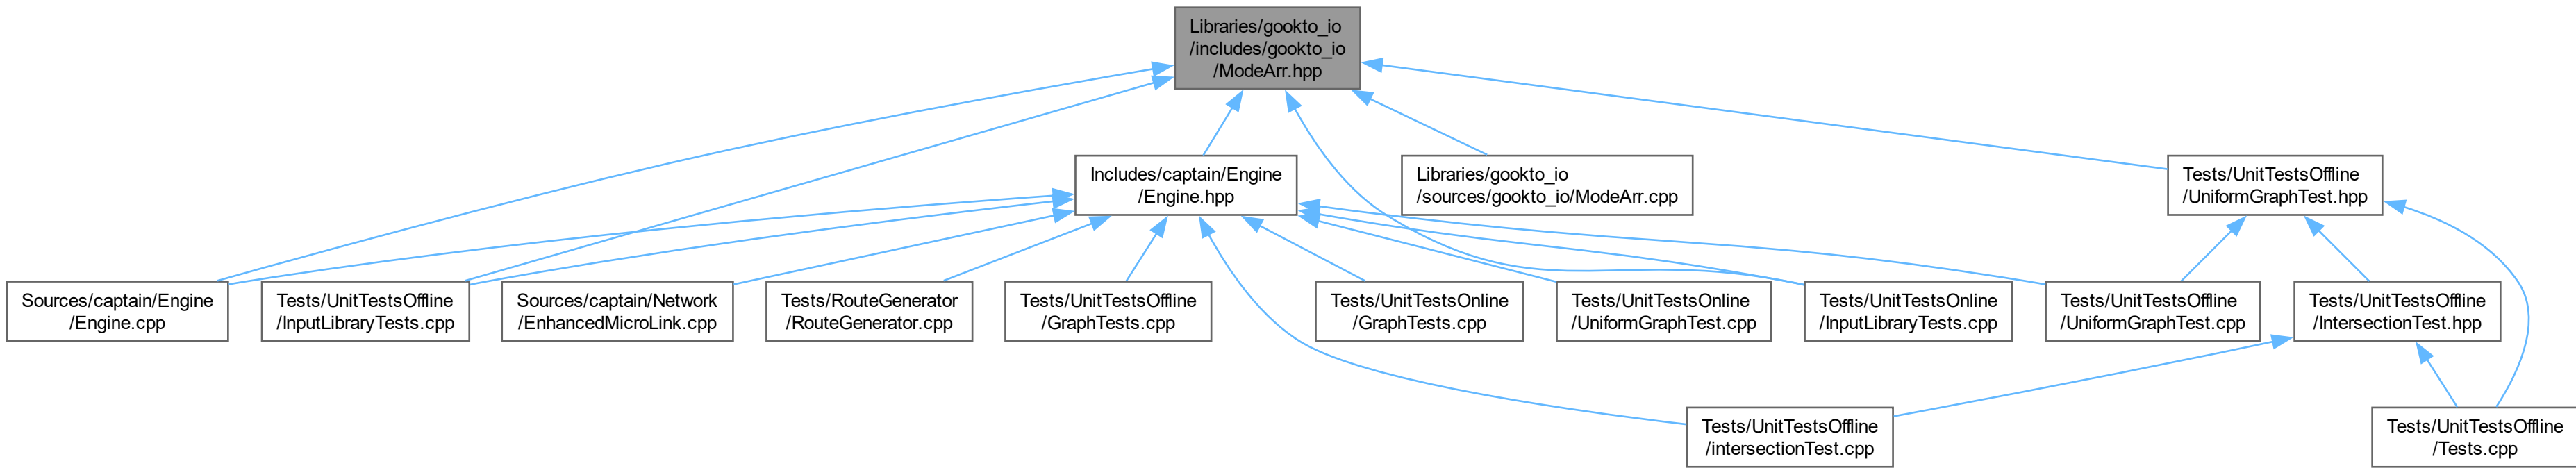 Libraries/gookto_io
/includes/gookto_io
/ModeArr.hpp
Includes/captain/Engine
/Engine.hpp
Libraries/gookto_io
/sources/gookto_io/ModeArr.cpp
Tests/UnitTestsOffline
/UniformGraphTest.hpp
Sources/captain/Engine
/Engine.cpp
Tests/UnitTestsOffline
/InputLibraryTests.cpp
Sources/captain/Network
/EnhancedMicroLink.cpp
Tests/RouteGenerator
/RouteGenerator.cpp
Tests/UnitTestsOffline
/GraphTests.cpp
Tests/UnitTestsOnline
/GraphTests.cpp
Tests/UnitTestsOnline
/UniformGraphTest.cpp
Tests/UnitTestsOnline
/InputLibraryTests.cpp
Tests/UnitTestsOffline
/UniformGraphTest.cpp
Tests/UnitTestsOffline
/IntersectionTest.hpp
Tests/UnitTestsOffline
/intersectionTest.cpp
Tests/UnitTestsOffline
/Tests.cpp